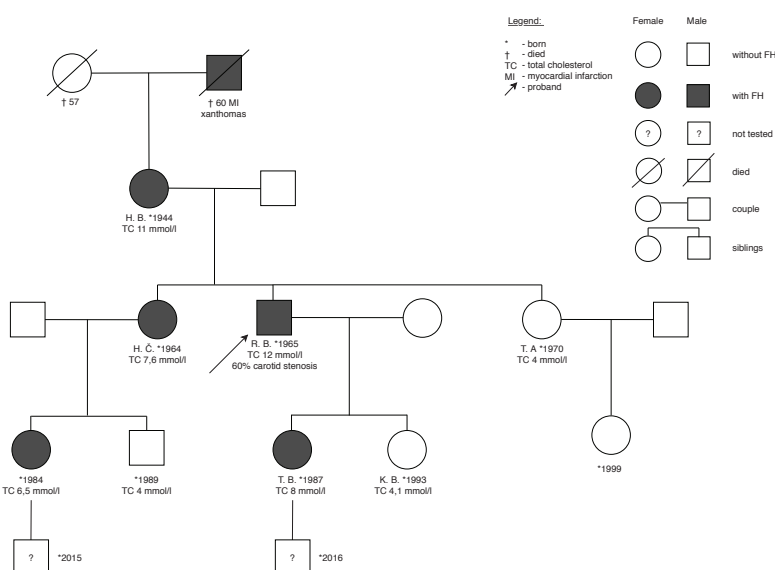 Legend:
* - born
† - died
TC - total cholesterol
MI - myocardial infarction
- proband
Female Male
without FH
with FH
? ? not tested
died
couple
siblings
† 57
† 60 MI
xanthomas
H. B. *1944
TC 11 mmol/l
H. Č. *1964
TC 7,6 mmol/l
R. B. *1965
TC 12 mmol/l
60% carotid stenosis
T. A *1970
TC 4 mmol/l
*1984
TC 6,5 mmol/l
*1989
TC 4 mmol/l
T. B. *1987
TC 8 mmol/l
K. B. *1993
TC 4,1 mmol/l
*1999
? *2015
? *2016